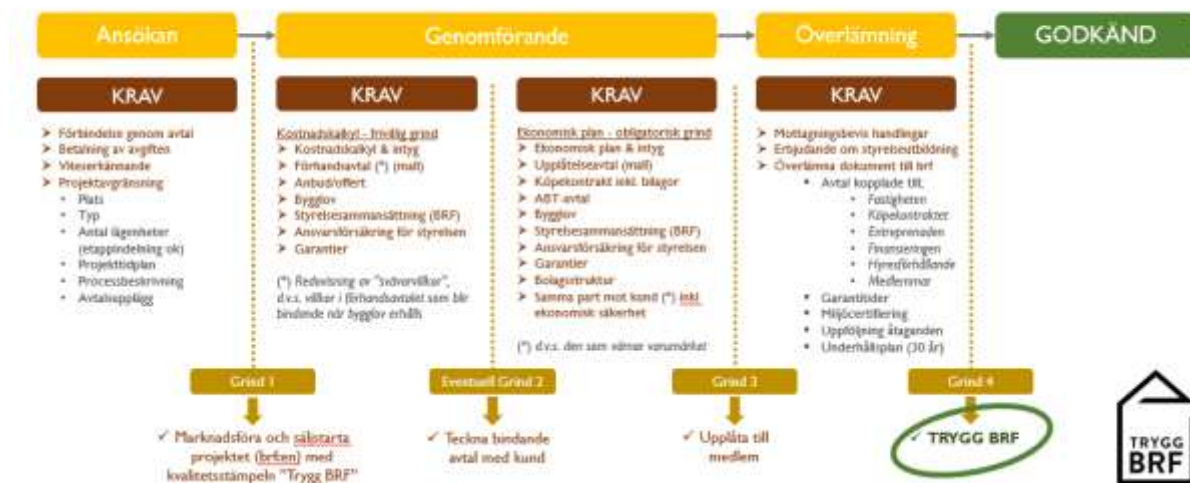 Ansökan
Genomförande
Överlämning
GODKÄND
KRAV
Förbindelse genom avtal
Betalning av avgiften
Viteserkännande
Projektavgränsning
Plats
Typ
Antal lägenheter
(etappindelning ok)
Projekttidplan
Processbeskrivning
Avtalsupplägg
KRAV
Kostnadskalkyl - frivillig grind
Kostnadskalkyl & intyg
Förhandsavtal (*) (mall)
Anbud/offert
Bygglov
Styrelsesammansättning (BRF)
Ansvarsförsäkring för styrelsen
Garantier
(*) Redovisning av "svävarvillkor",
d.v.s. villkor i förhandsavtalet som blir
bindande när bygglov erhålls
KRAV
Ekonomisk plan - obligatorisk grind
Ekonomisk plan & intyg
Upplåtelseavtal (mall)
Köpekontrakt inkl. bilagor
ABT avtal
Bygglov
Styrelsesammansättning (BRF)
Ansvarsförsäkring för styrelsen
Garantier
Bolagsstruktur
Samma part mot kund (*) inkl
ekonomisk säkerhet
(*) d.v.s. den som värnar varumärket
KRAV
Mottagningsbevis handlingar
Erbjudande om styrelseutbildning
Överlämna dokument till brf
Avtal kopplade till
Fastigheten
Köpekontraktet
Entreprenaden
Finansieringen
Hyresförhållande
Medlemmar
Garantitider
Miljöcertifiering
Uppföljning åtaganden
Underhållsplan (30 år)
Grind 1
Eventuell Grind 2
Grind 3
Grind 4
✓ Marknadsföra och säljstarta
projektet (brf:en) med
kvalitetsstämpeln "Trygg BRF"
✓ Teckna bindande
avtal med kund
✓ Upplåta till
medlem
✓ TRYGG BRF
TRYGG
BRF